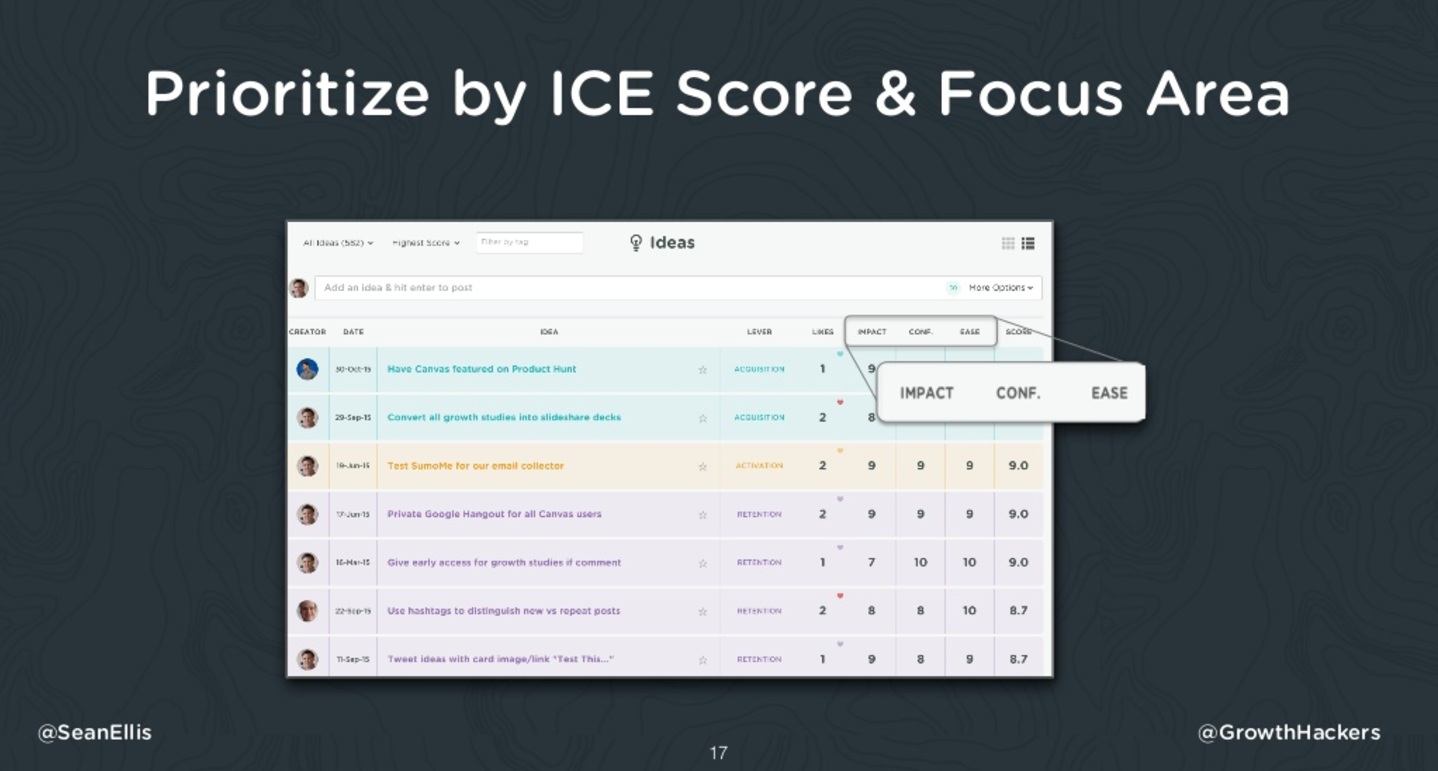 Prioritize by ICE Score & Focus Area
All Ideas (582) Highest Score Filter by tag Ideas
Add an idea & hit enter to post More Options
CREATOR DATE IDEA LEVER LIKES IMPACT CONF. EASE SCORE
30-Oct-15 Have Canvas featured on Product Hunt ACQUISITION 1 9
IMPACT CONF. EASE
29-Sep-15 Convert all growth studies into slideshare decks ACQUISITION 2 8
19-Jun-15 Test SumoMe for our email collector ACTIVATION 2 9 9 9 9.0
17-Jun-15 Private Google Hangout for all Canvas users RETENTION 2 9 9 9 9.0
16-Mar-15 Give early access for growth studies if comment RETENTION 1 7 10 10 9.0
22-Sep-15 Use hashtags to distinguish new vs repeat posts RETENTION 2 8 8 10 8.7
11-Sep-15 Tweet ideas with card image/link "Test This..." RETENTION 1 9 8 9 8.7
@SeanEllis
17
@GrowthHackers